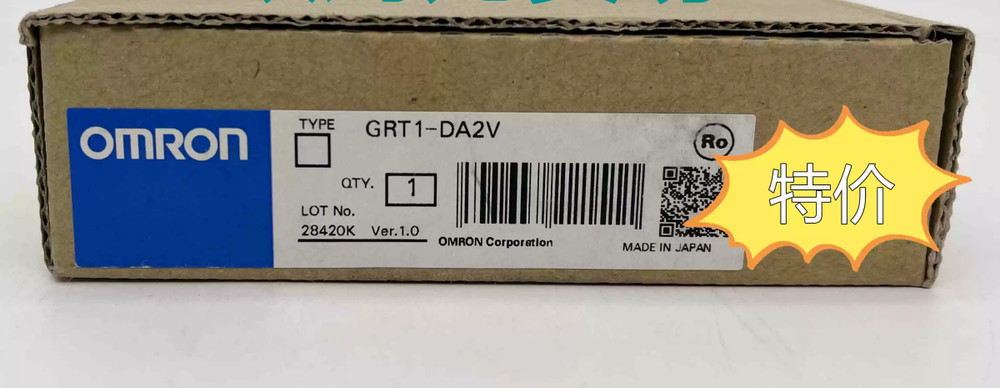 OMRON
TYPE GRT1-DA2V
Ro
QTY. 1
LOT No.
28420K Ver.1.0
OMRON Corporation
MADE IN JAPAN
特价